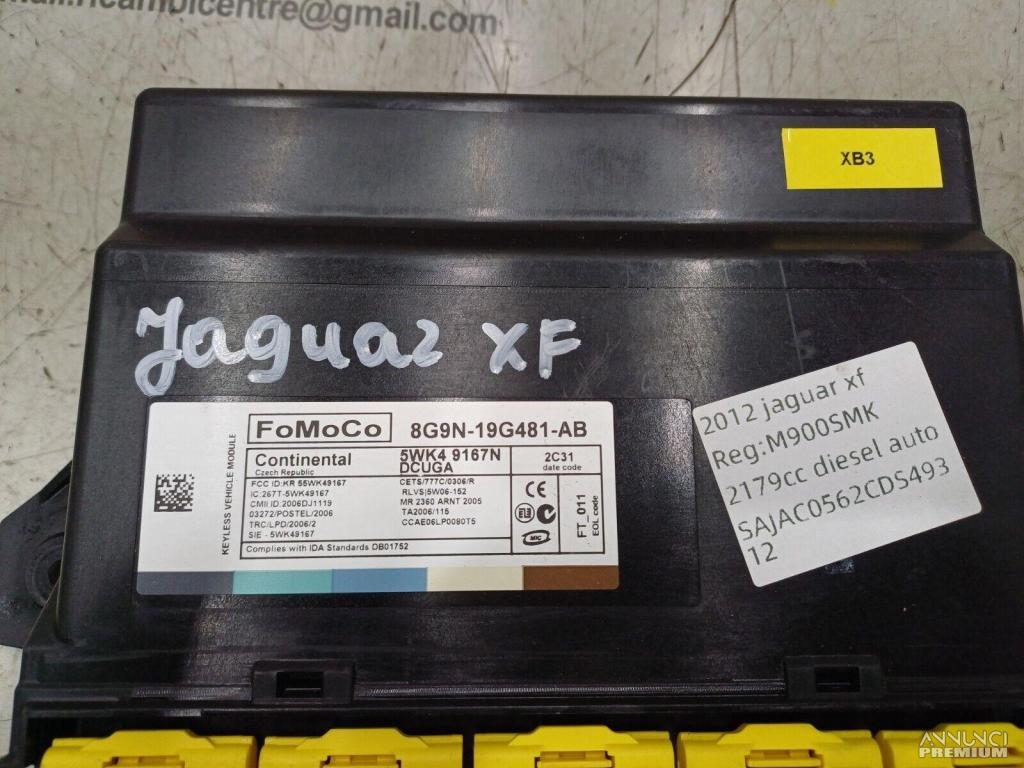 ricambicentre@gmail.com
XB3
Jaguar XF
KEYLESS VEHICLE MODULE
FoMoCo 8G9N-19G481-AB
Continental
Czech Republic
5WK4 9167N
DCUGA
2C31
date code
FCC ID:KR 55WK49167
IC:267T-5WK49167
CMII ID:2006DJ1119
03272/POSTEL/2006
TRC/LPD/2006/2
SIE - 5WK49167
CETS/777C/0306/R
RLVS|5W06-152
MR 2360 ARNT 2005
TA2006/115
CCAE06LP0080T5
Complies with IDA Standards DB01752
CE
MIC
FT_011
EOL code
2012 jaguar xf
Reg:M900SMK
2179cc diesel auto
SAJAC0562CDS493
12
ANNUNCI
PREMIUM